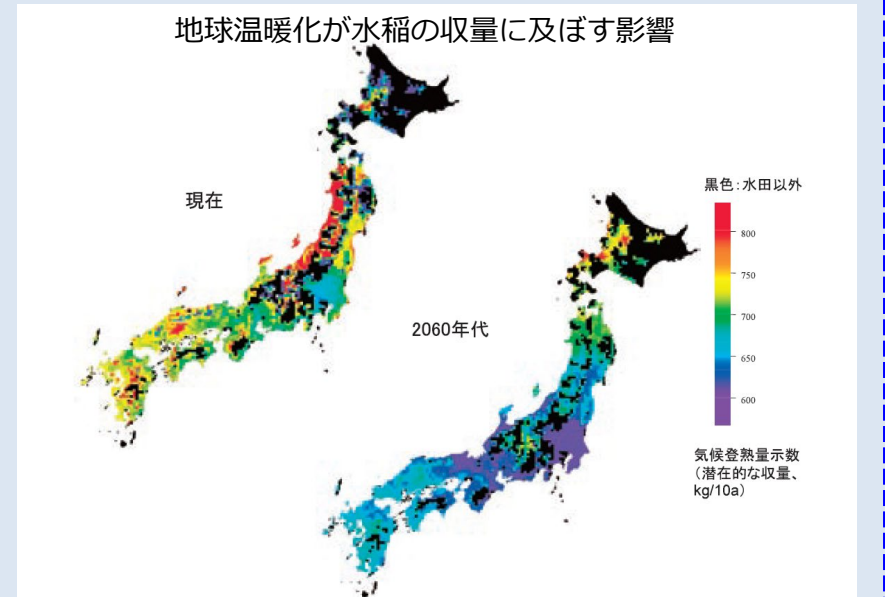 地球温暖化が水稲の収量に及ぼす影響
現在
2060年代
黒色：水田以外
800
750
700
650
600
気候登熟量示数
（潜在的な収量、
kg/10a）